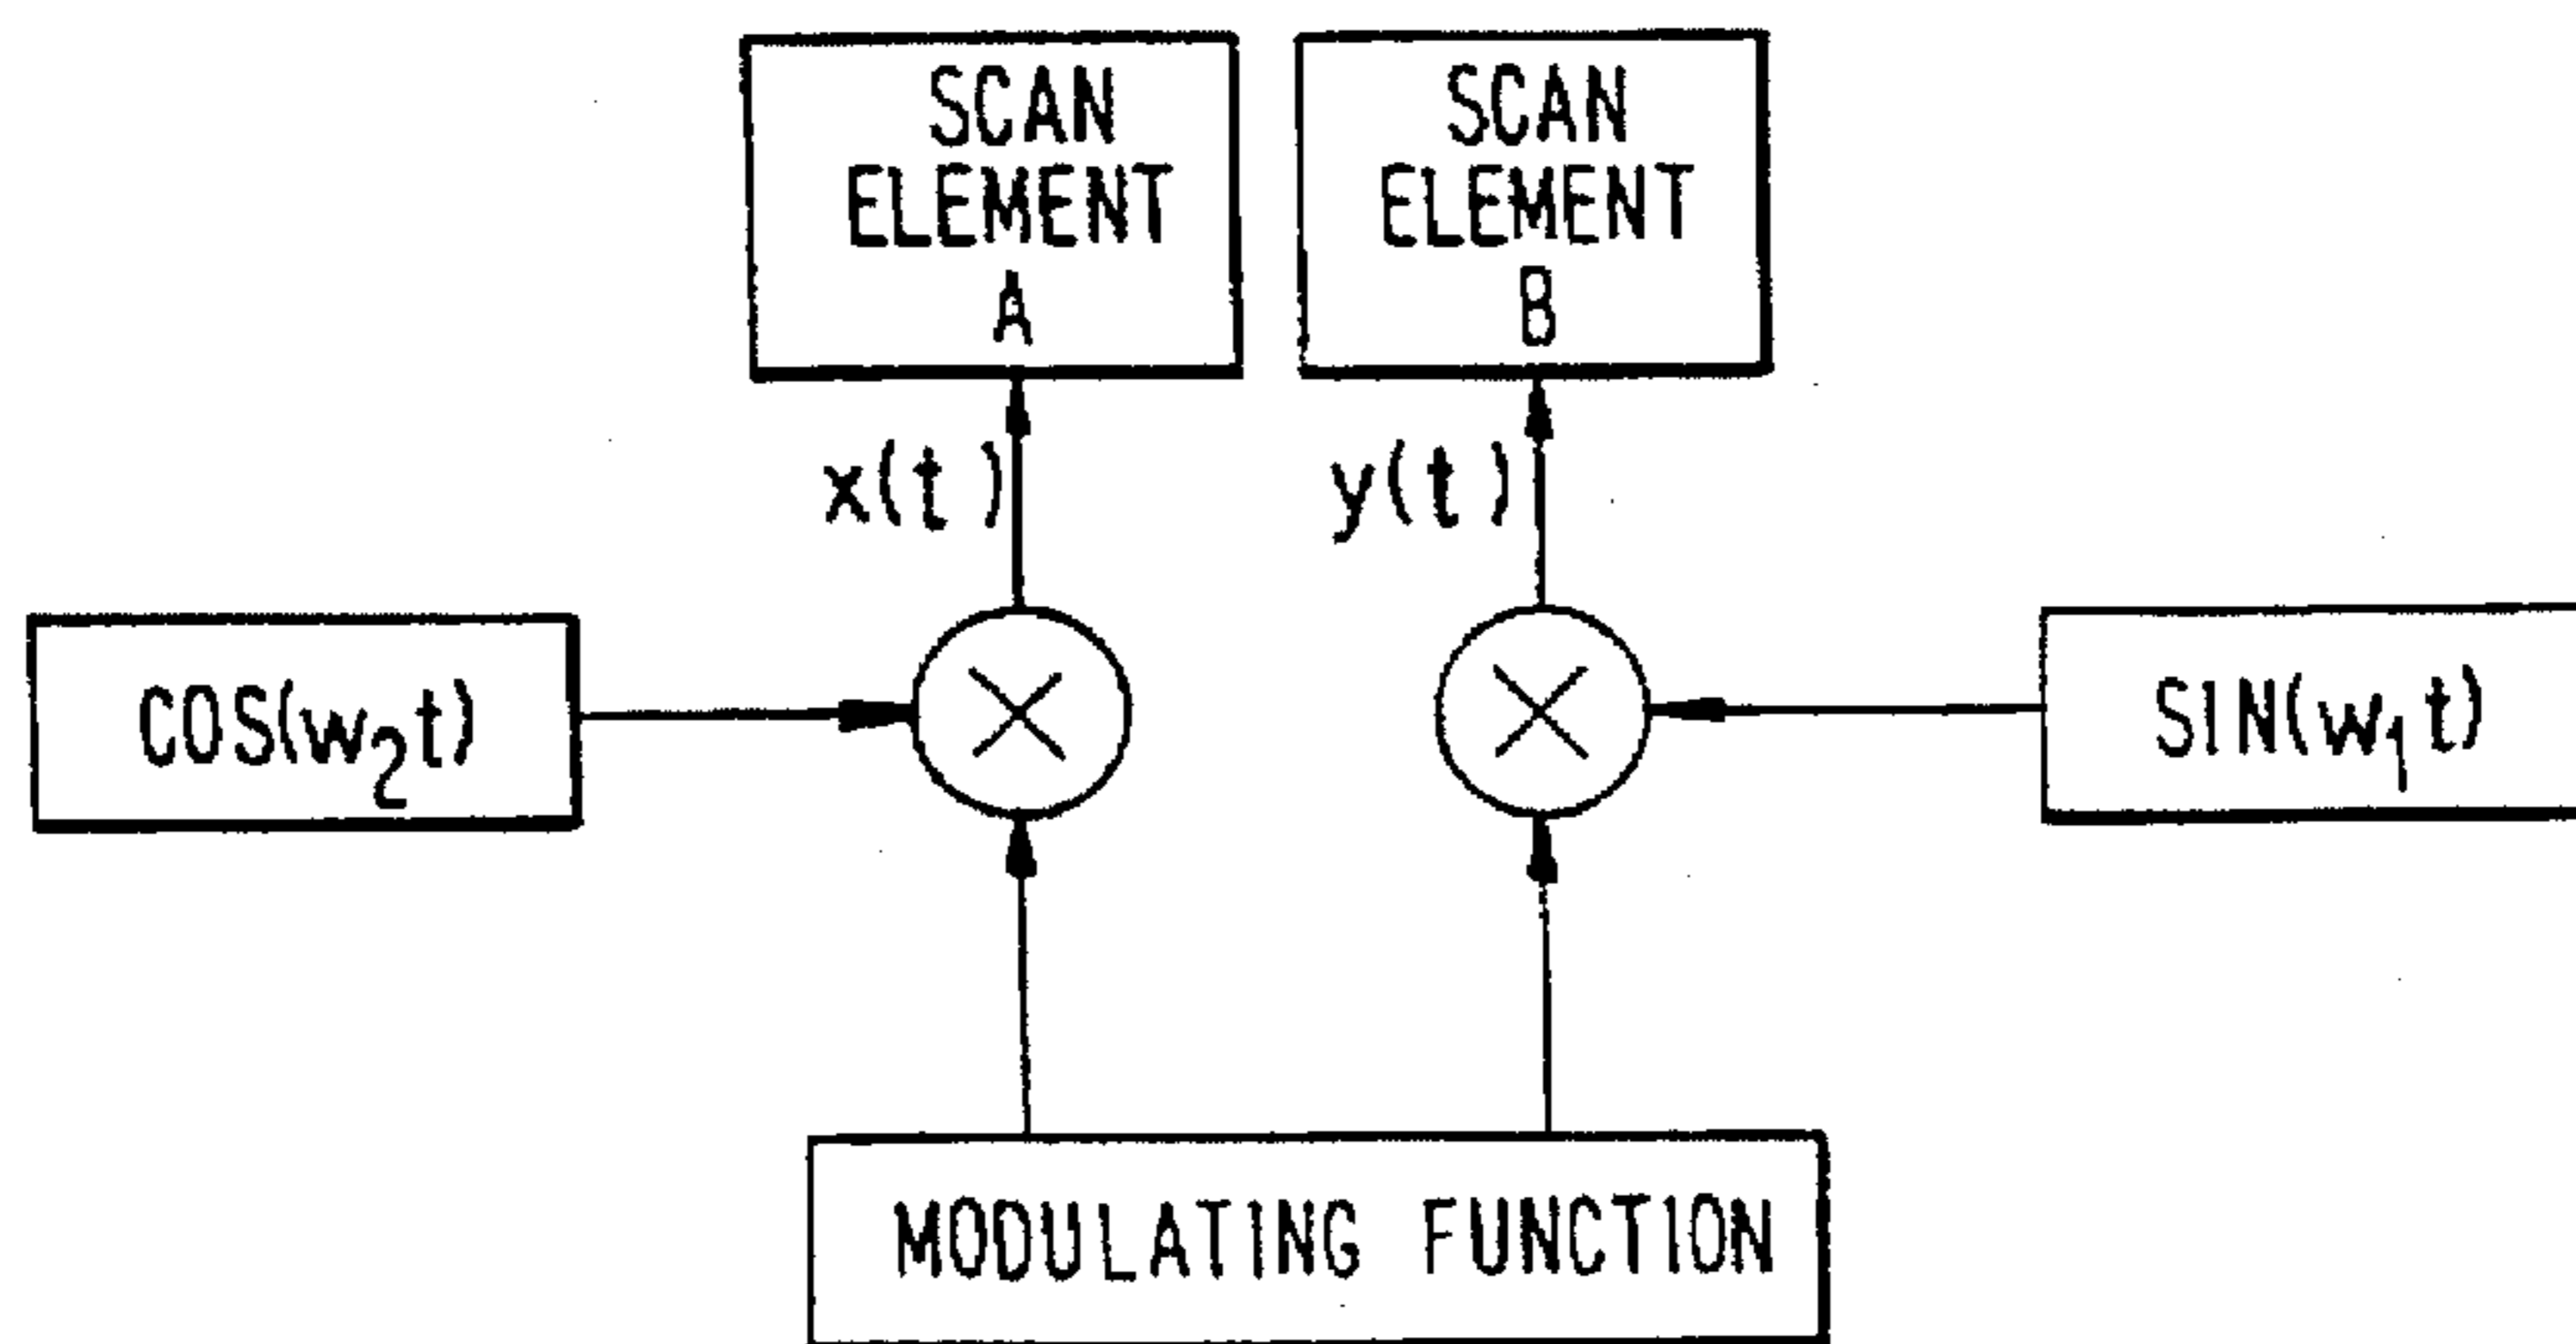 SCAN
ELEMENT
A
SCAN
ELEMENT
B
x(t)
y(t)
COS(w₂t)
SIN(w₁t)
MODULATING FUNCTION